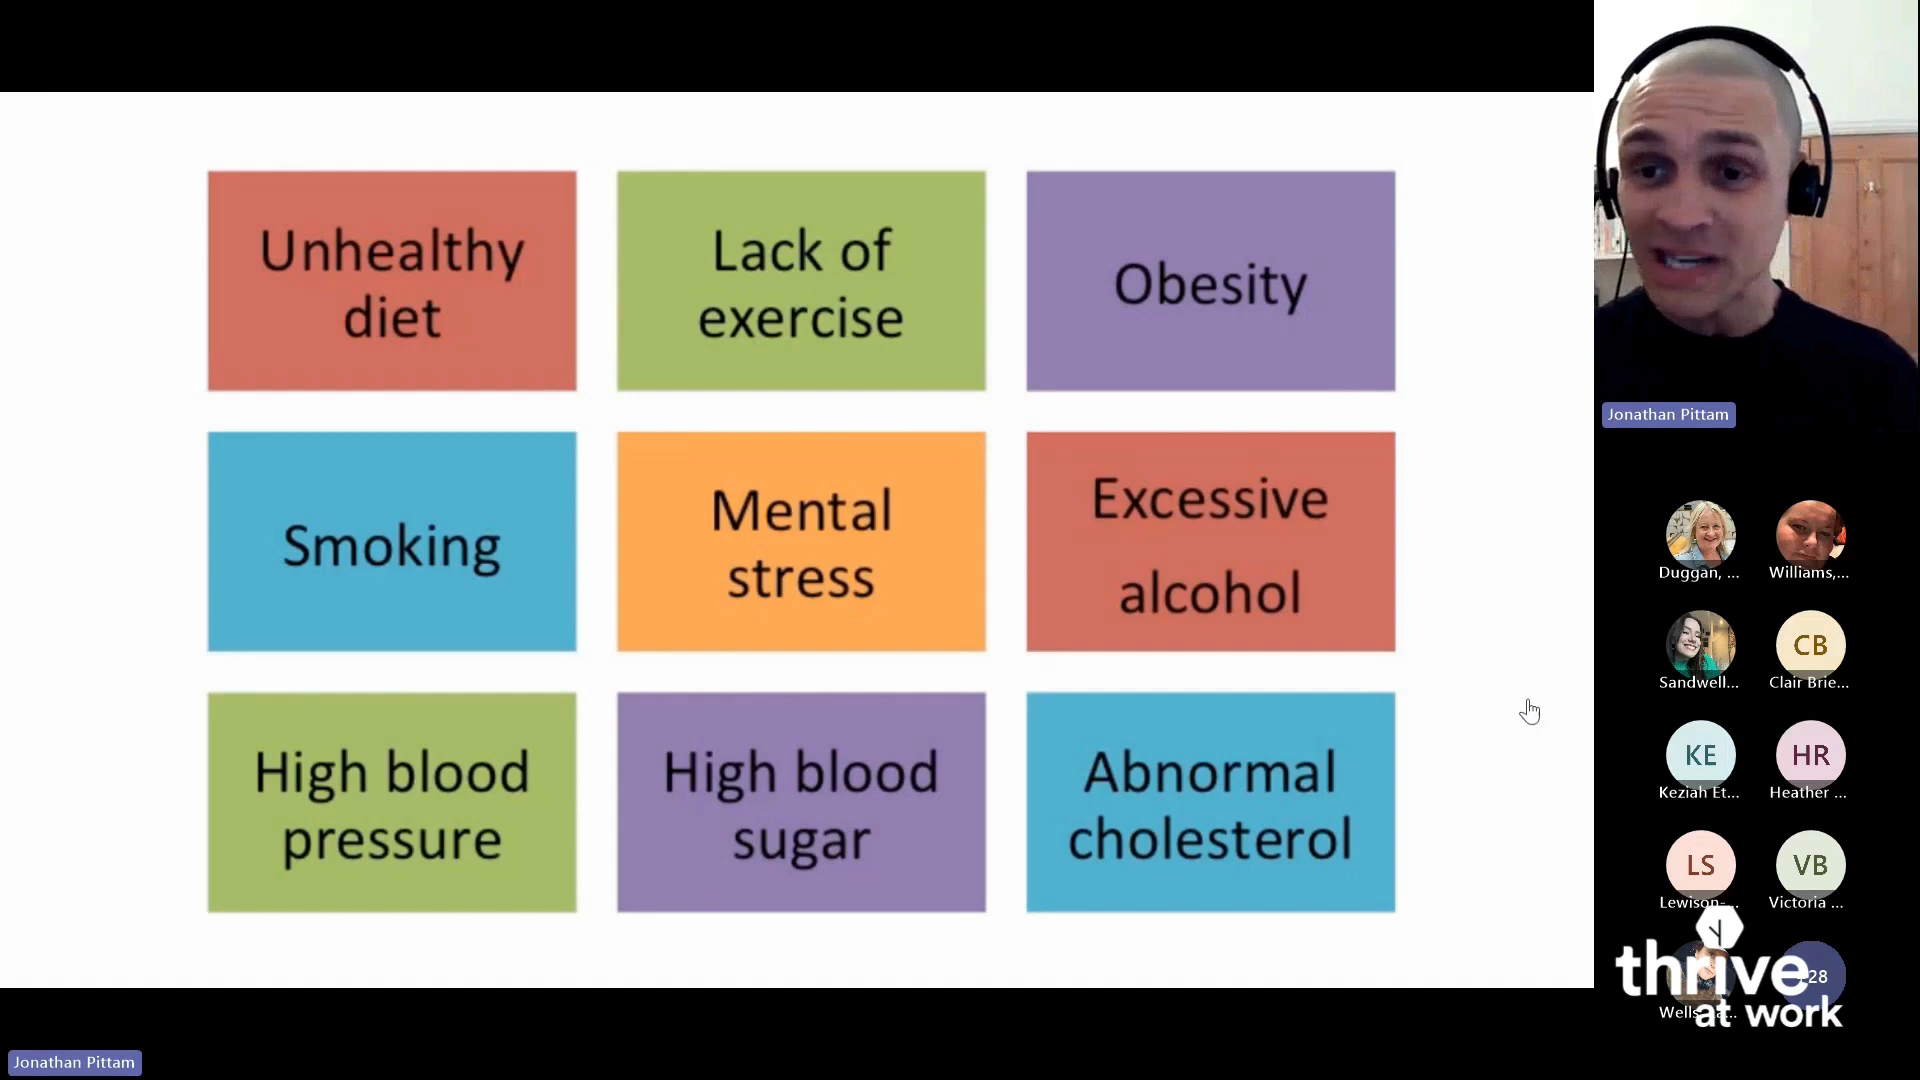 Unhealthy
diet
Lack of
exercise
Obesity
Smoking
Mental
stress
Excessive
alcohol
High blood
pressure
High blood
sugar
Abnormal
cholesterol
Jonathan Pittam
Duggan, ...
Williams,...
Sandwell...
CB
Clair Brie...
KE
Keziah Et...
HR
Heather ...
LS
Lewison-...
VB
Victoria ...
28
Wells
thrive
at work
Jonathan Pittam